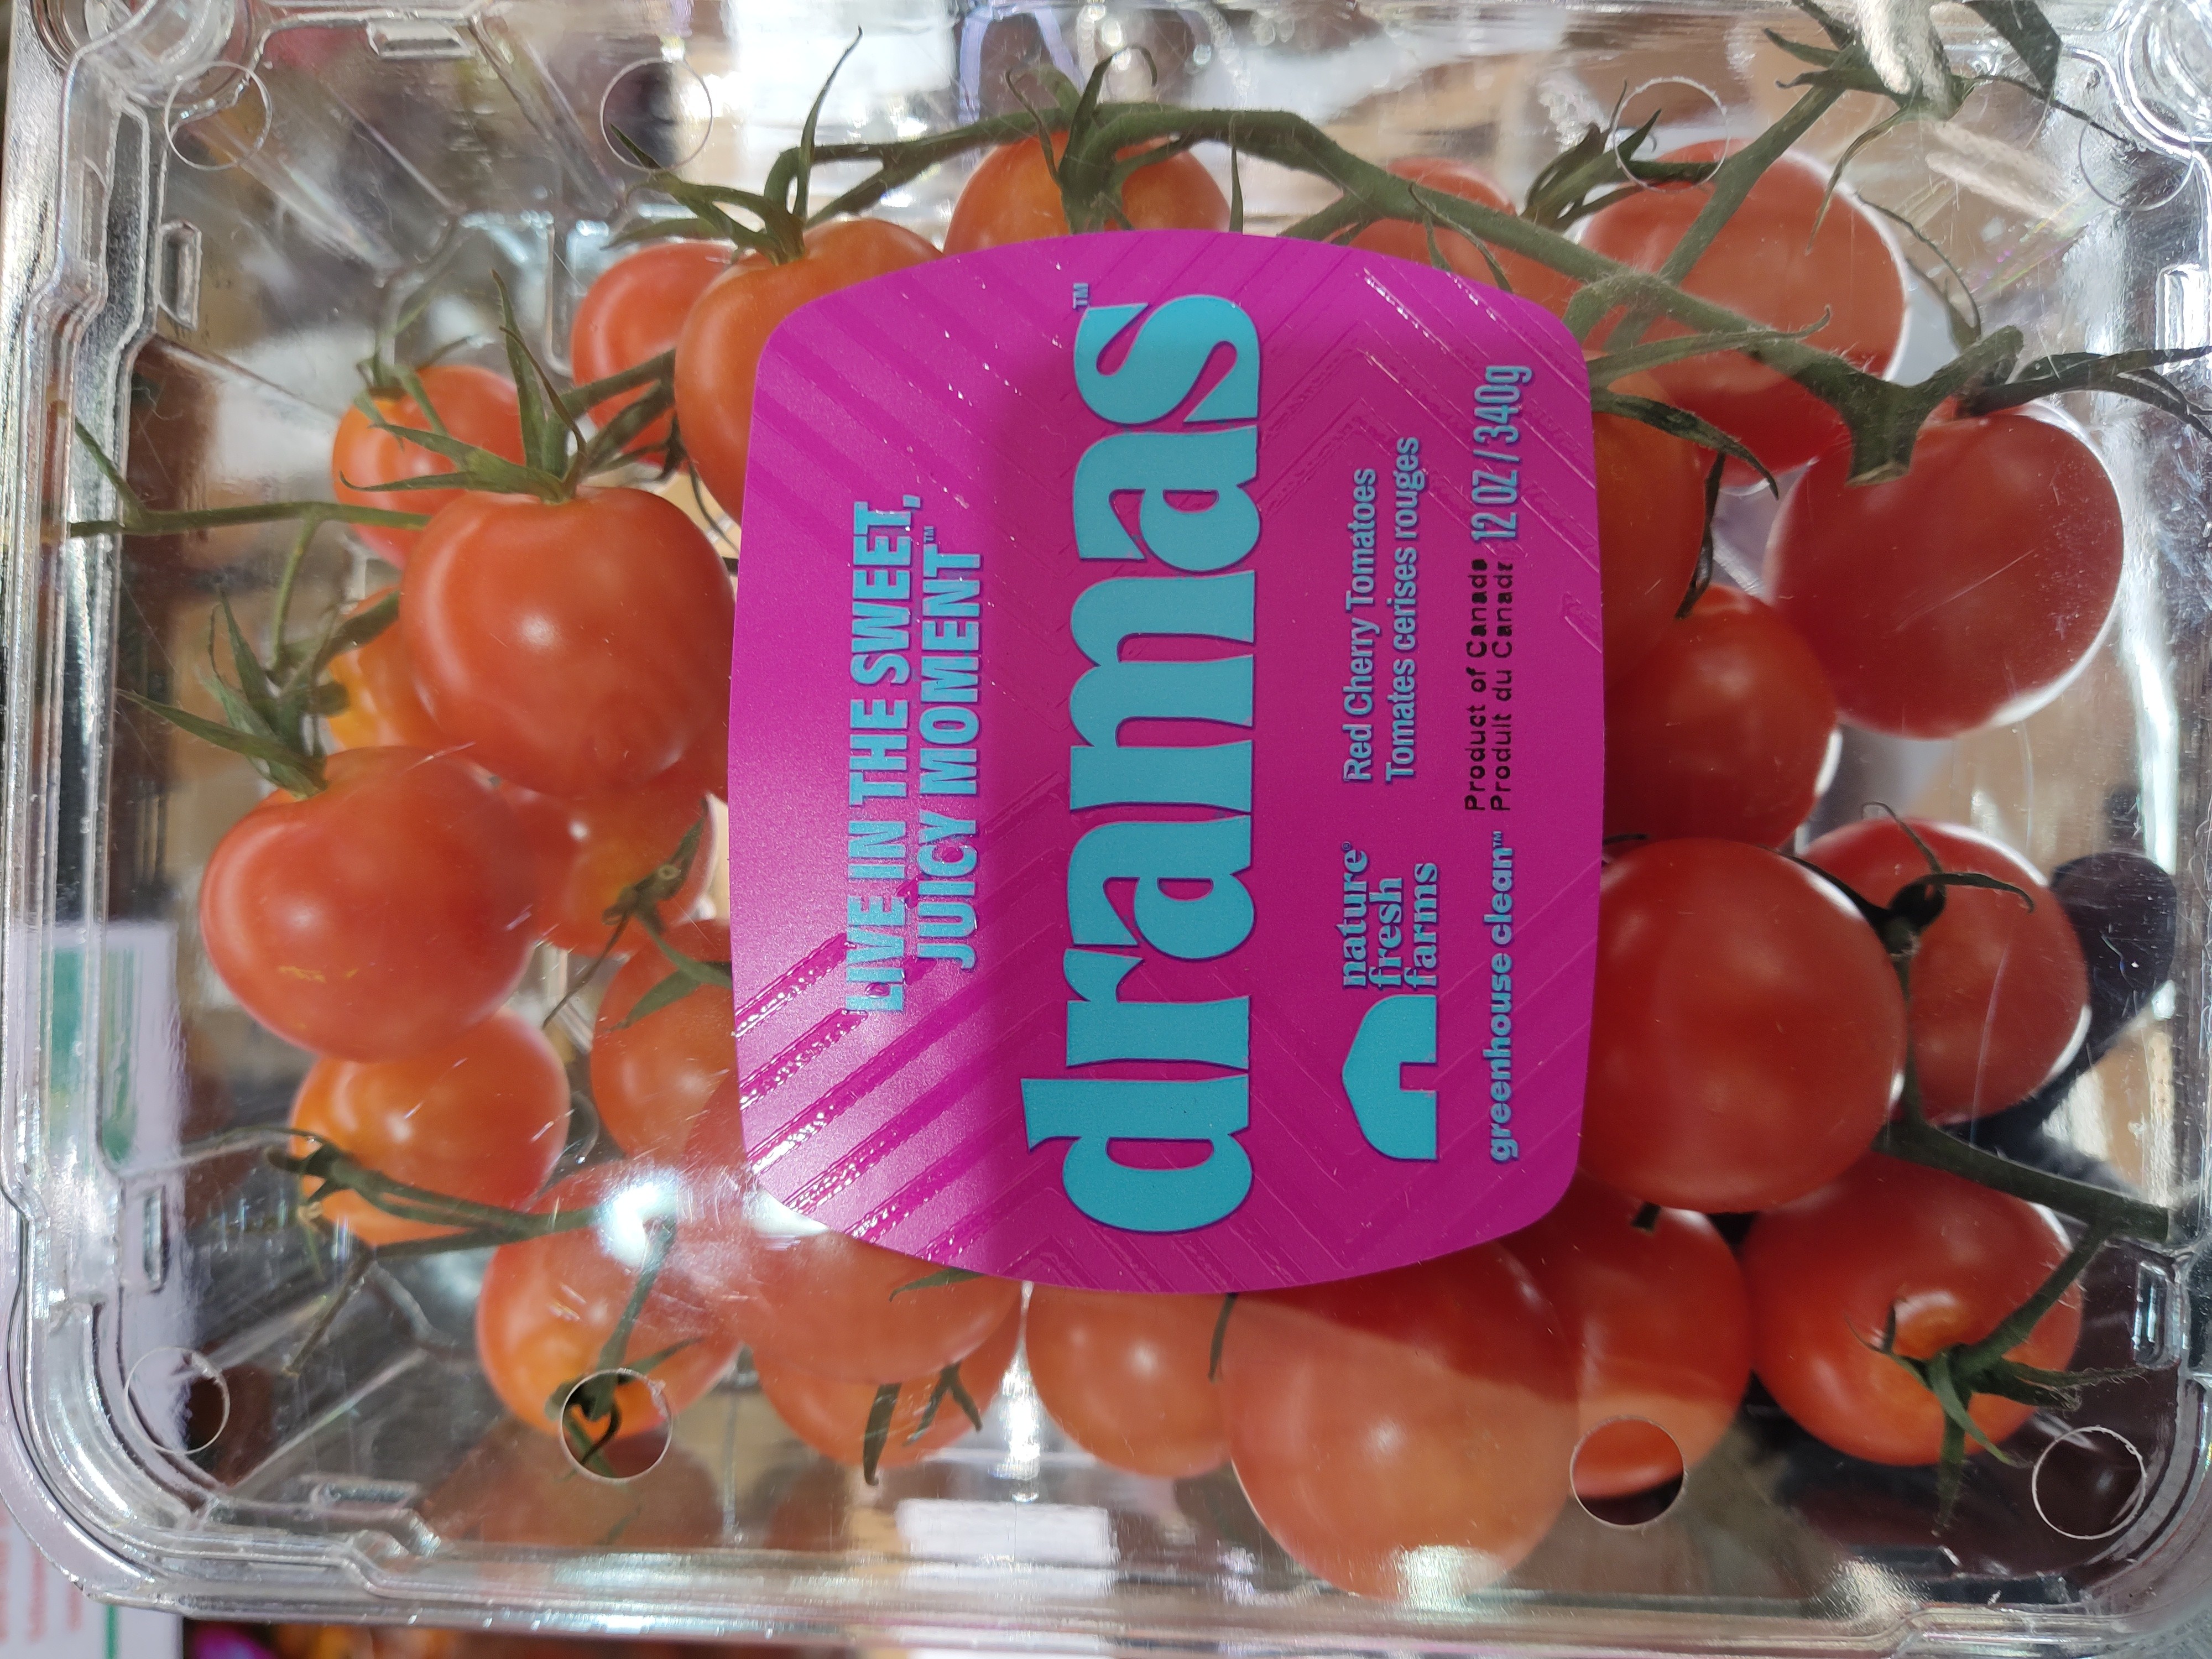 LIVE IN THE SWEET,
JUICY MOMENT™
dramas™
nature®
fresh
farms
Red Cherry Tomatoes
Tomates cerises rouges
greenhouse clean™
Product of Canada
Produit du Canada
12 OZ / 340g